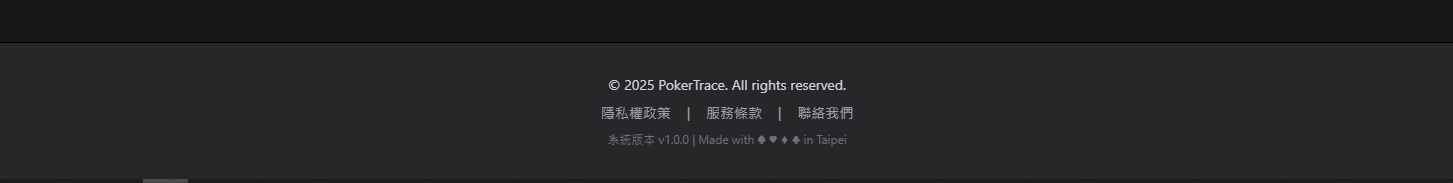 © 2025 PokerTrace. All rights reserved.
隱私權政策 | 服務條款 | 聯絡我們
系統版本 v1.0.0 | Made with ♠ ♥ ♦ ♣ in Taipei